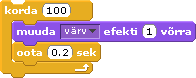 korda 100
muuda värv efekti 1 võrra
oota 0.2 sek